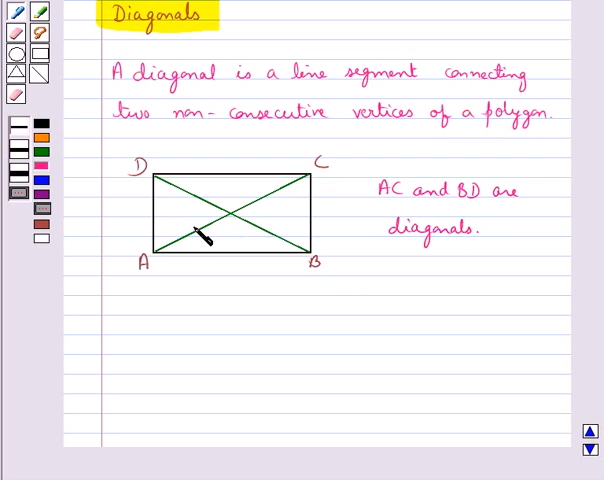 Diagonals
A diagonal is a line segment connecting
two non-consecutive vertices of a polygon.
D C
AC and BD are
diagonals.
A B